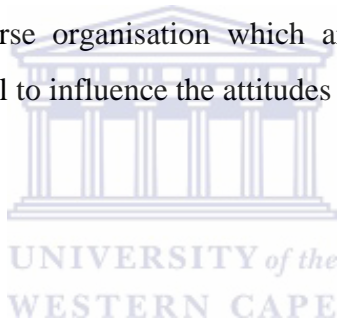 rse organisation which a
l to influence the attitudes
UNIVERSITY of the
WESTERN CAPE